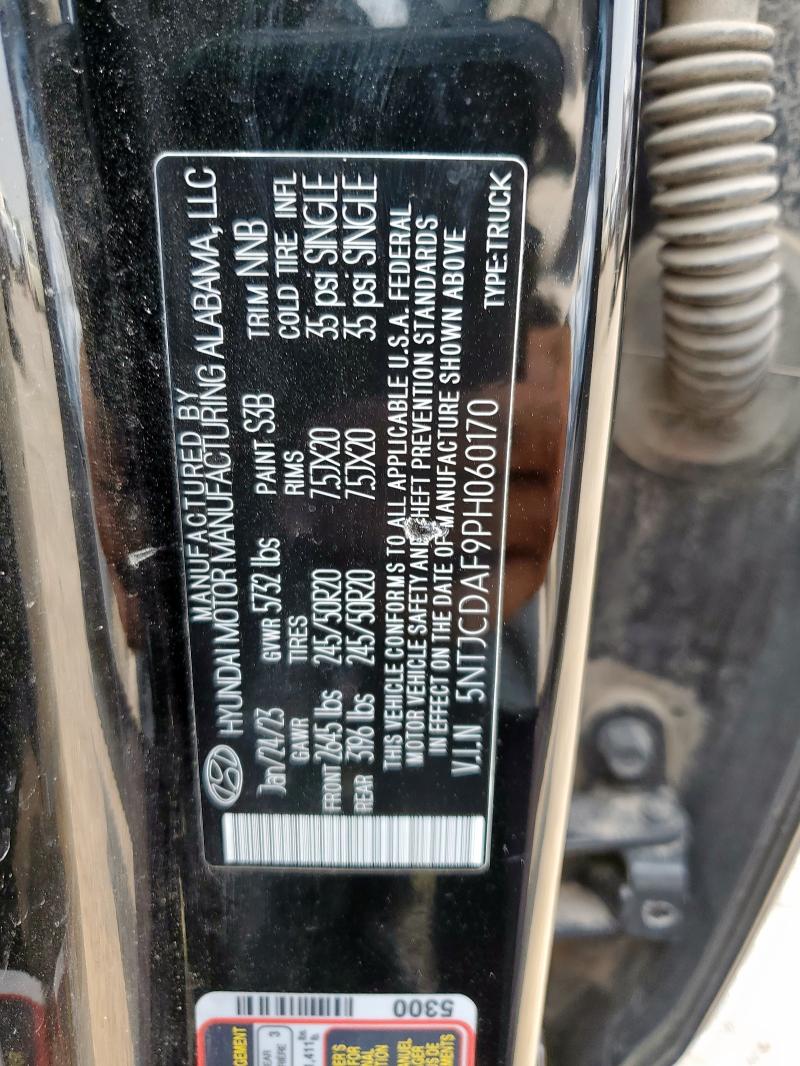 MANUFACTURED BY
HYUNDAI MOTOR MANUFACTURING ALABAMA, LLC
Jan/24/23 GVWR 5732 lbs PAINT S3B TRIM NNB
GAWR TIRES RIMS COLD TIRE INFL
FRONT 2645 lbs 245/50R20 7.5JX20 35 psi SINGLE
REAR 3196 lbs 245/50R20 7.5JX20 35 psi SINGLE
THIS VEHICLE CONFORMS TO ALL APPLICABLE U.S.A. FEDERAL
MOTOR VEHICLE SAFETY AND THEFT PREVENTION STANDARDS
IN EFFECT ON THE DATE OF MANUFACTURE SHOWN ABOVE
V.I.N 5NTJCDAF9PH060170
TYPE:TRUCK
5300
3